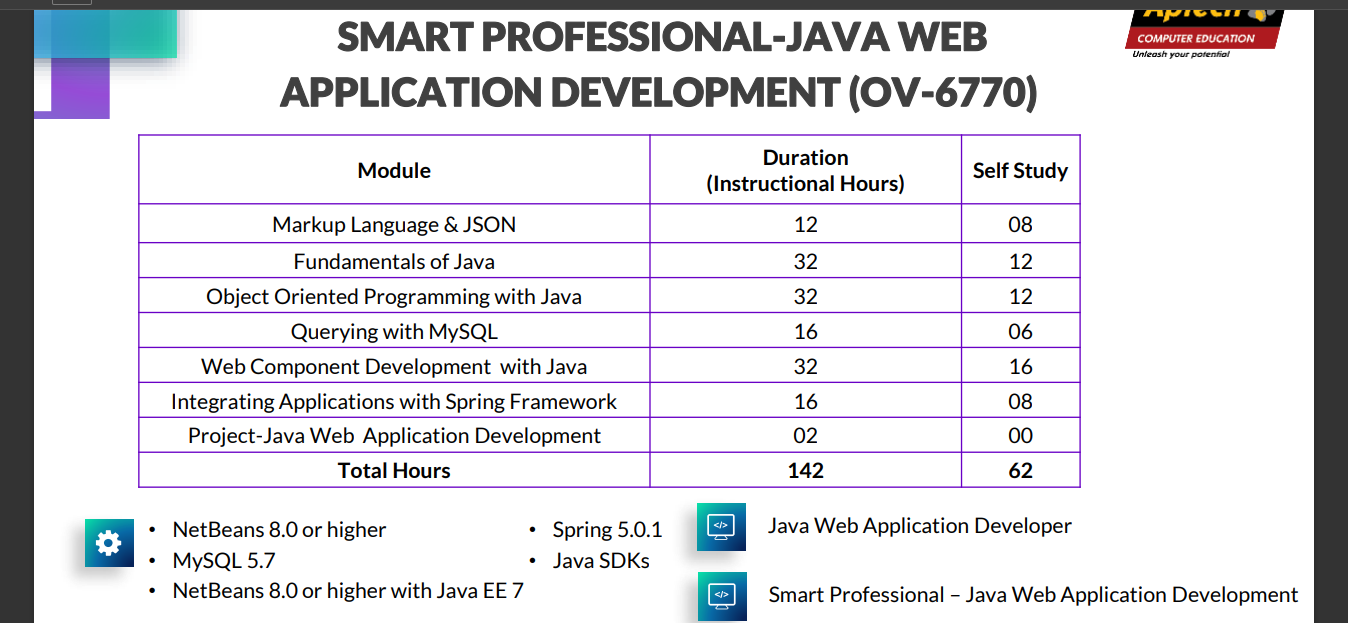 Aptech
COMPUTER EDUCATION
Unleash your potential
SMART PROFESSIONAL-JAVA WEB
APPLICATION DEVELOPMENT (OV-6770)
Module Duration (Instructional Hours) Self Study
Markup Language & JSON 12 08
Fundamentals of Java 32 12
Object Oriented Programming with Java 32 12
Querying with MySQL 16 06
Web Component Development with Java 32 16
Integrating Applications with Spring Framework 16 08
Project-Java Web Application Development 02 00
Total Hours 142 62
• NetBeans 8.0 or higher
• MySQL 5.7
• NetBeans 8.0 or higher with Java EE 7
• Spring 5.0.1
• Java SDKs
</> Java Web Application Developer
</> Smart Professional – Java Web Application Development